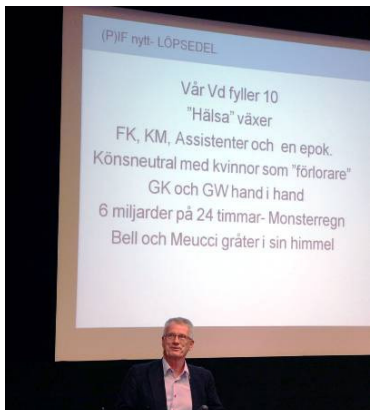 (P)IF nytt- LÖPSEDEL
Vår Vd fyller 10
"Hälsa" växer
FK, KM, Assistenter och en epok.
Könsneutral med kvinnor som "förlorare"
GK och GW hand i hand
6 miljarder på 24 timmar- Monsterregn
Bell och Meucci gråter i sin himmel